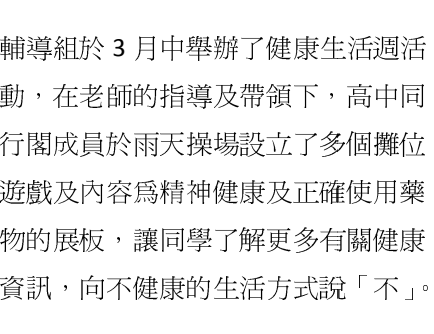 輔導組於 3 月中舉辦了健康生活週活
動，在老師的指導及帶領下，高中同
行閣成員於雨天操場設立了多個攤位
遊戲及內容為精神健康及正確使用藥
物的展板，讓同學了解更多有關健康
資訊，向不健康的生活方式說「不」。